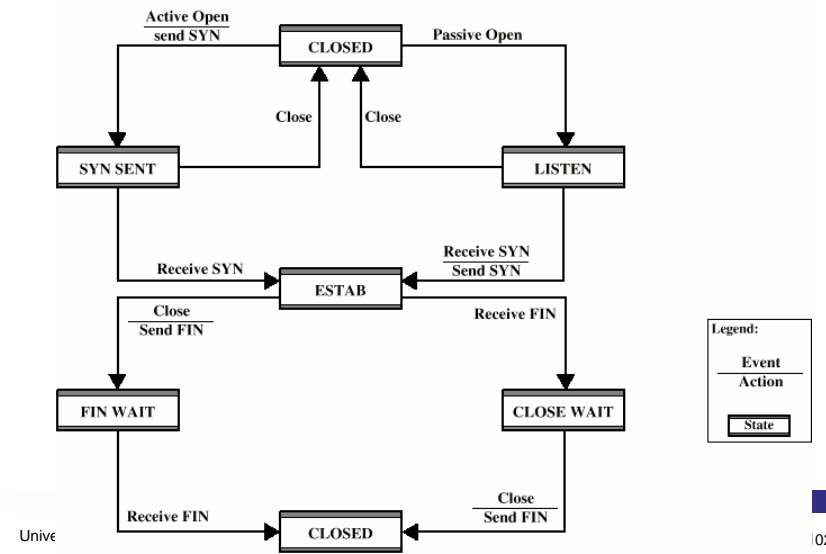 Active Open
send SYN
CLOSED
Passive Open
Close
Close
SYN SENT
LISTEN
Receive SYN
Receive SYN
Send SYN
ESTAB
Close
Send FIN
Receive FIN
Legend:
Event
Action
State
FIN WAIT
CLOSE WAIT
Receive FIN
Close
Send FIN
CLOSED